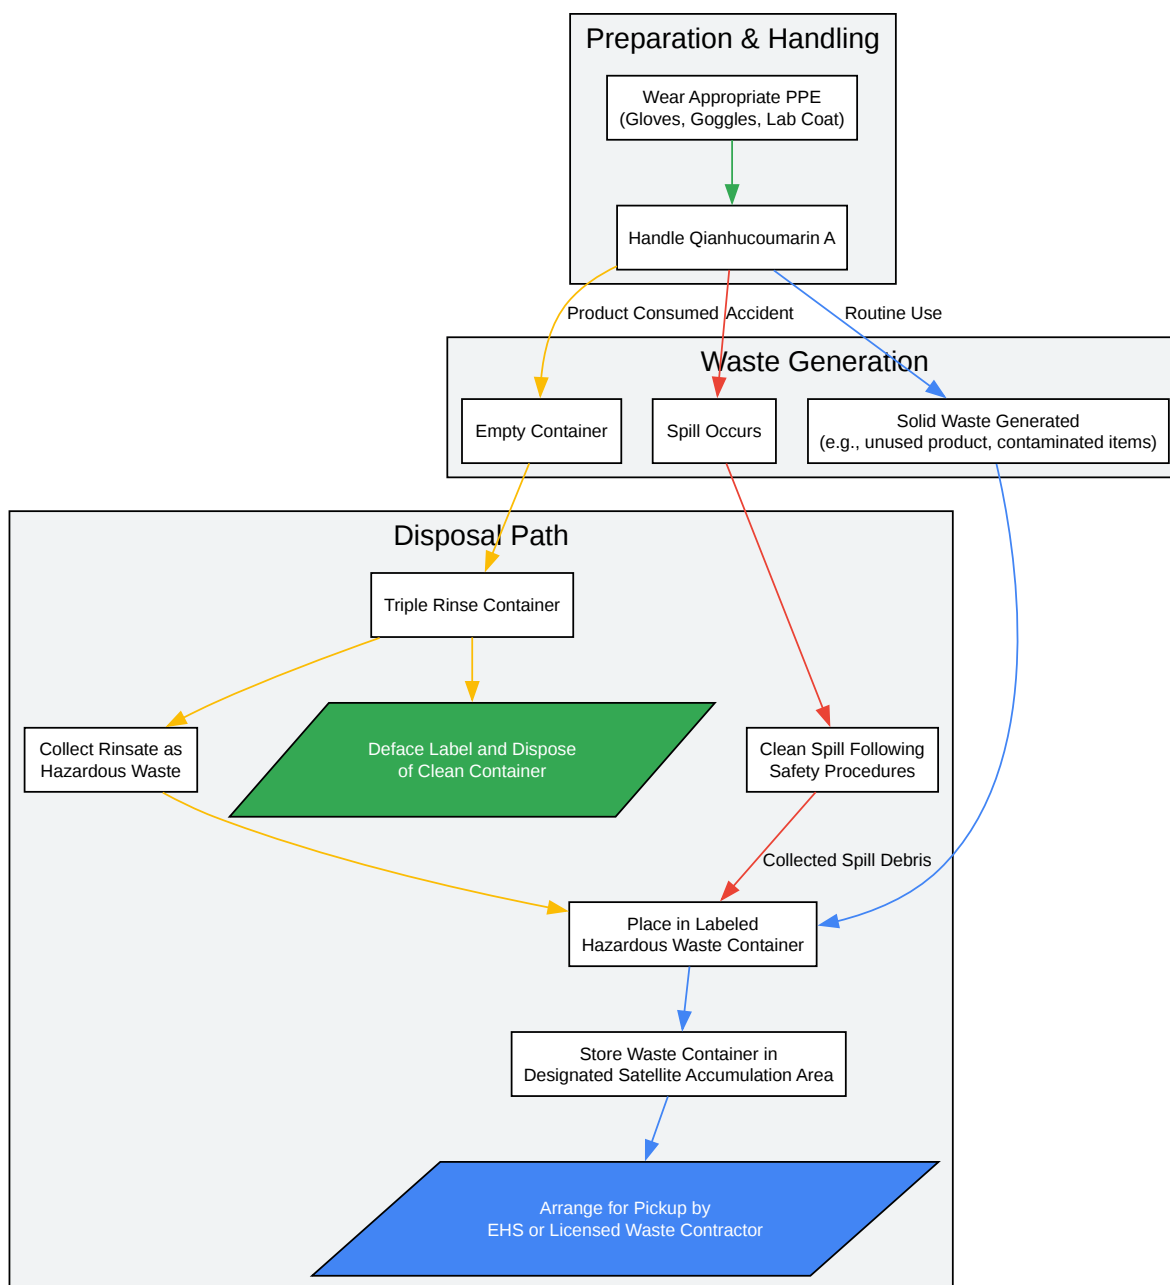 Preparation & Handling
Wear Appropriate PPE
(Gloves, Goggles, Lab Coat)
Handle Qianhucoumarin A
Product Consumed
Accident
Routine Use
Waste Generation
Empty Container
Spill Occurs
Solid Waste Generated
(e.g., unused product, contaminated items)
Disposal Path
Triple Rinse Container
Collect Rinsate as
Hazardous Waste
Deface Label and Dispose
of Clean Container
Clean Spill Following
Safety Procedures
Collected Spill Debris
Place in Labeled
Hazardous Waste Container
Store Waste Container in
Designated Satellite Accumulation Area
Arrange for Pickup by
EHS or Licensed Waste Contractor